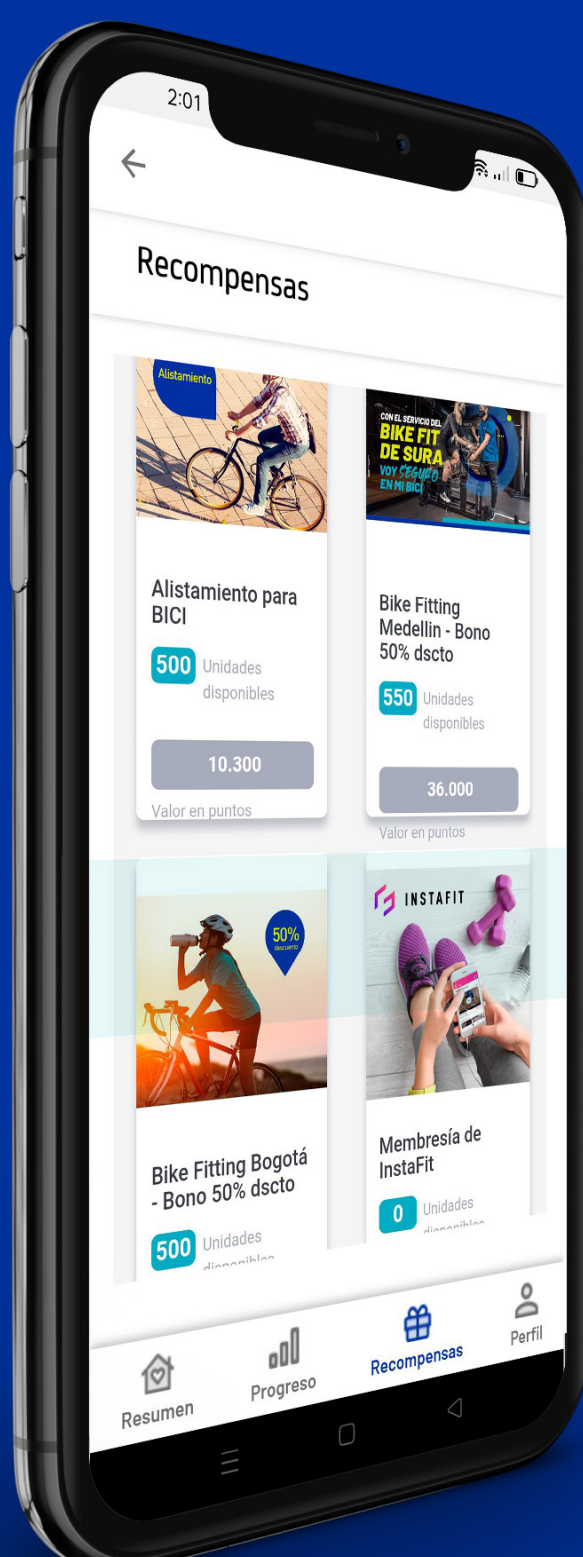 2:01
Recompensas
Alistamiento
Alistamiento para
BICI
500 Unidades
disponibles
10.300
Valor en puntos
CON EL SERVICIO DEL
BIKE FIT
DE SURA
VOY SEGURO
EN MI BICI
Bike Fitting
Medellin - Bono
50% dscto
550 Unidades
disponibles
36.000
Valor en puntos
50%
descuento
Bike Fitting Bogotá
- Bono 50% dscto
500 Unidades
disponibles
INSTAFIT
Membresía de
InstaFit
0 Unidades
disponibles
Resumen
Progreso
Recompensas
Perfil